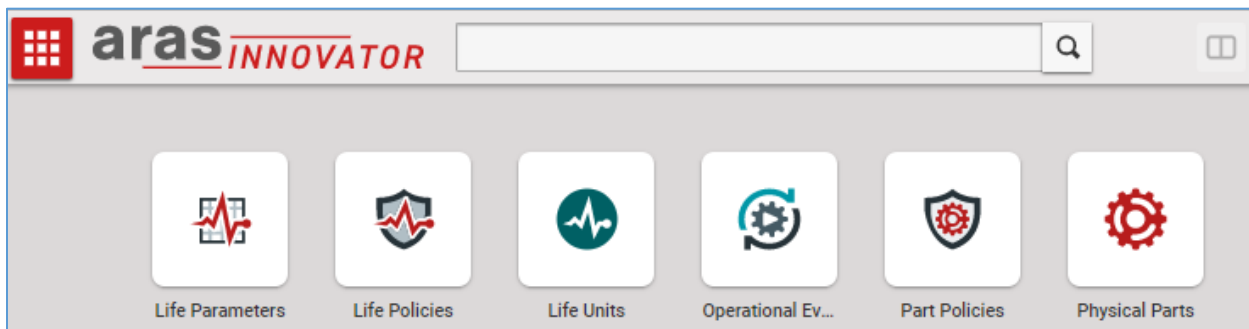 aras INNOVATOR
Life Parameters Life Policies Life Units Operational Ev... Part Policies Physical Parts